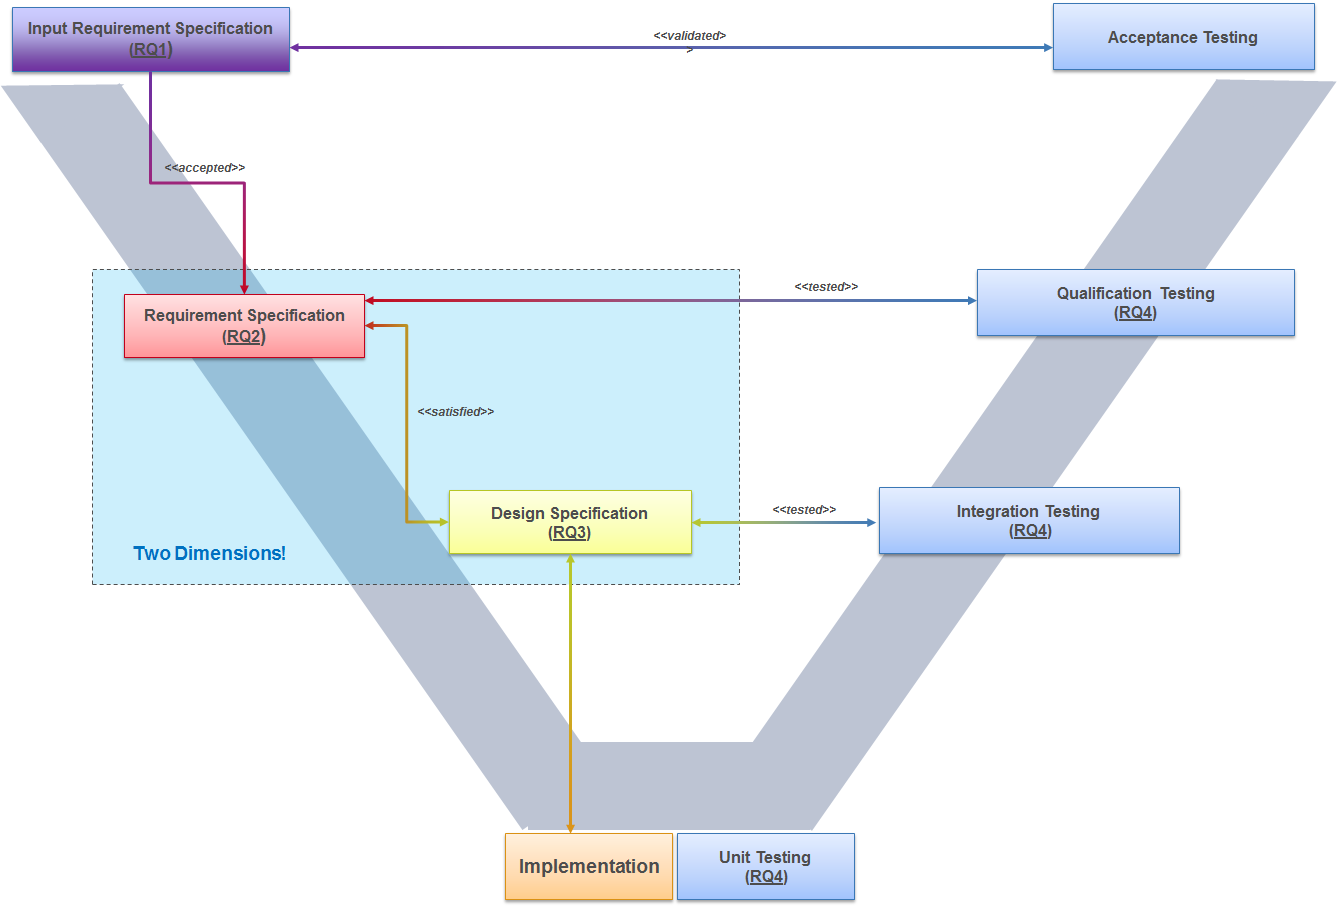 Input Requirement Specification
(RQ1)
<<validated>
>
Acceptance Testing
<<accepted>>
Requirement Specification
(RQ2)
<<tested>>
Qualification Testing
(RQ4)
<<satisfied>>
Design Specification
(RQ3)
<<tested>>
Integration Testing
(RQ4)
Two Dimensions!
Implementation
Unit Testing
(RQ4)